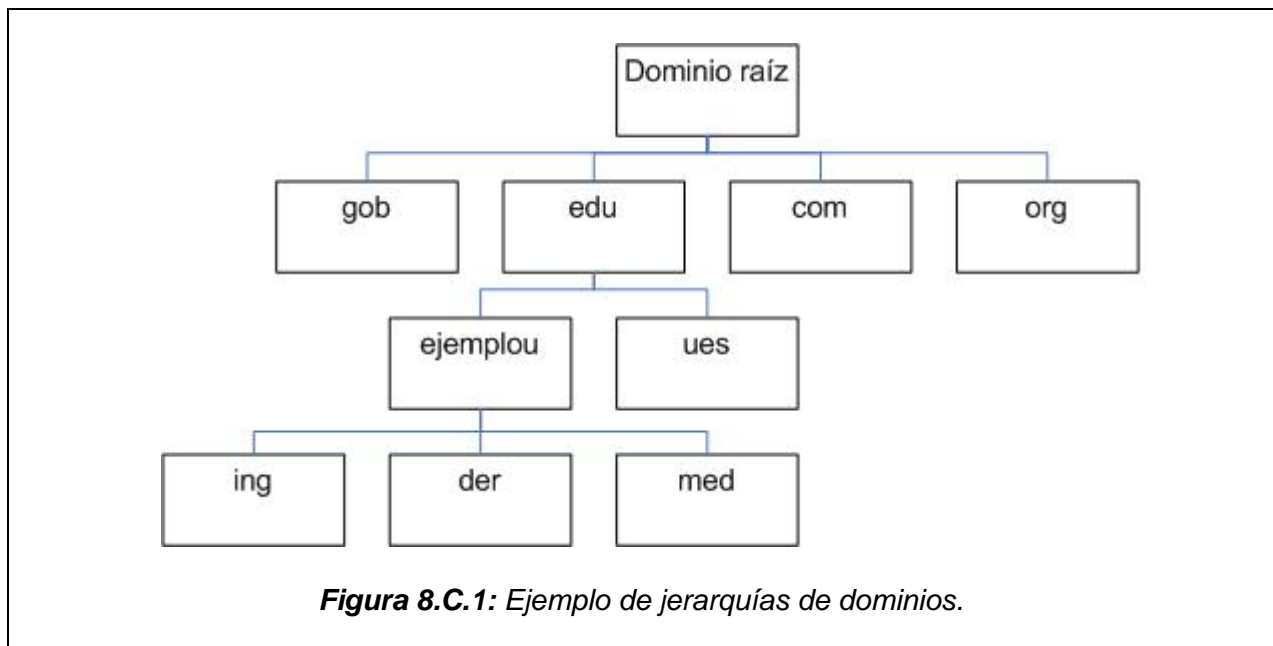 Dominio raíz
gob edu com org
ejemplou ues
ing der med
Figura 8.C.1: Ejemplo de jerarquías de dominios.